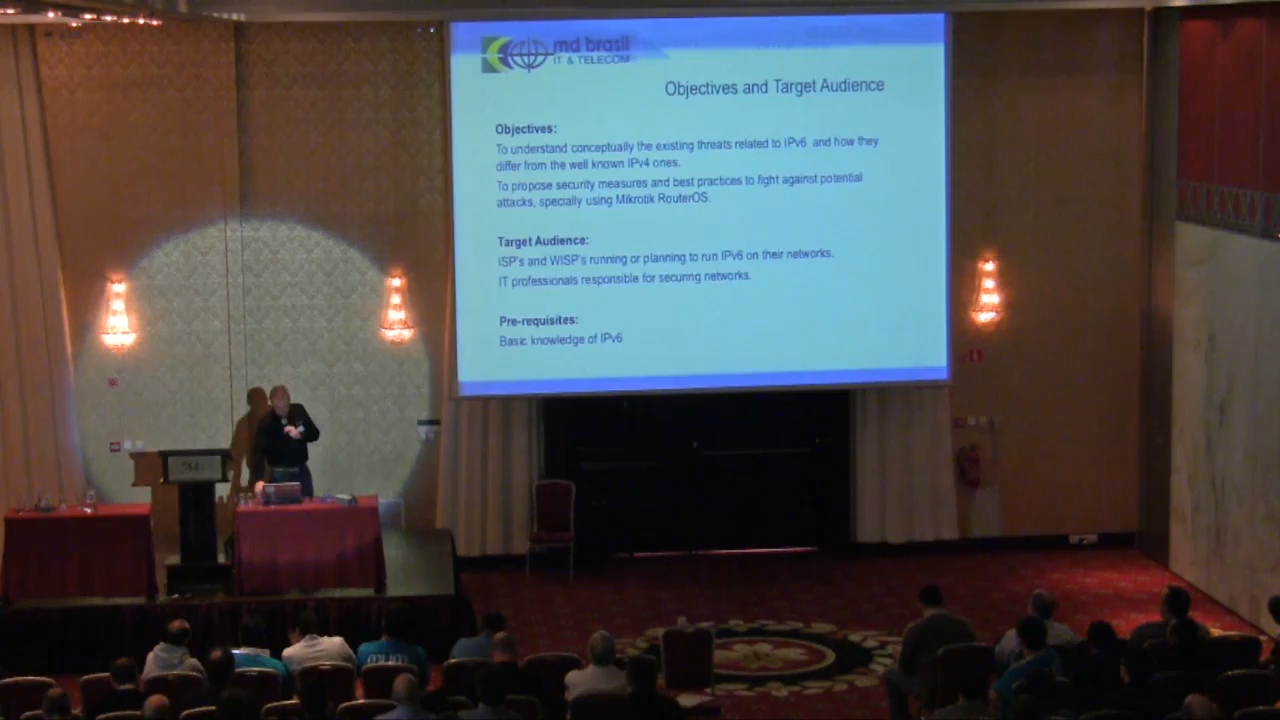 md brasil
IT & TELECOM
Objectives and Target Audience
Objectives:
To understand conceptually the existing threats related to IPv6 and how they
differ from the well known IPv4 ones.
To propose security measures and best practices to fight against potential
attacks, specially using Mikrotik RouterOS.
Target Audience:
ISP's and WISP's running or planning to run IPv6 on their networks.
IT professionals responsible for securing networks.
Pre-requisites:
Basic knowledge of IPv6